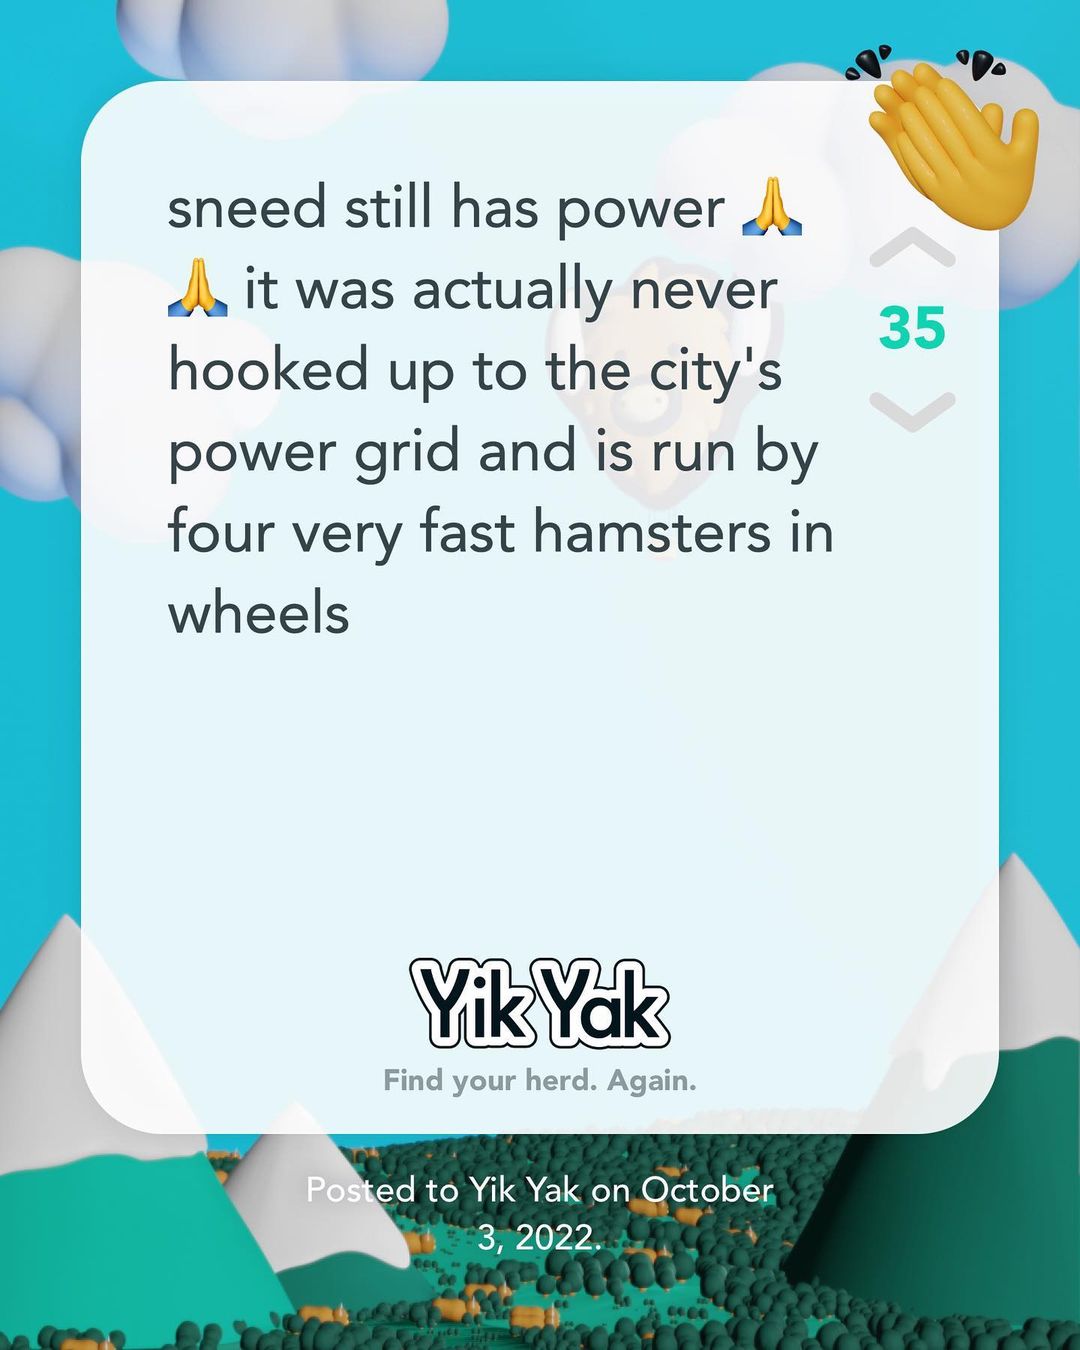 sneed still has power 🙏
🙏 it was actually never
hooked up to the city's
power grid and is run by
four very fast hamsters in
wheels
35
Yik Yak
Find your herd. Again.
Posted to Yik Yak on October
3, 2022.